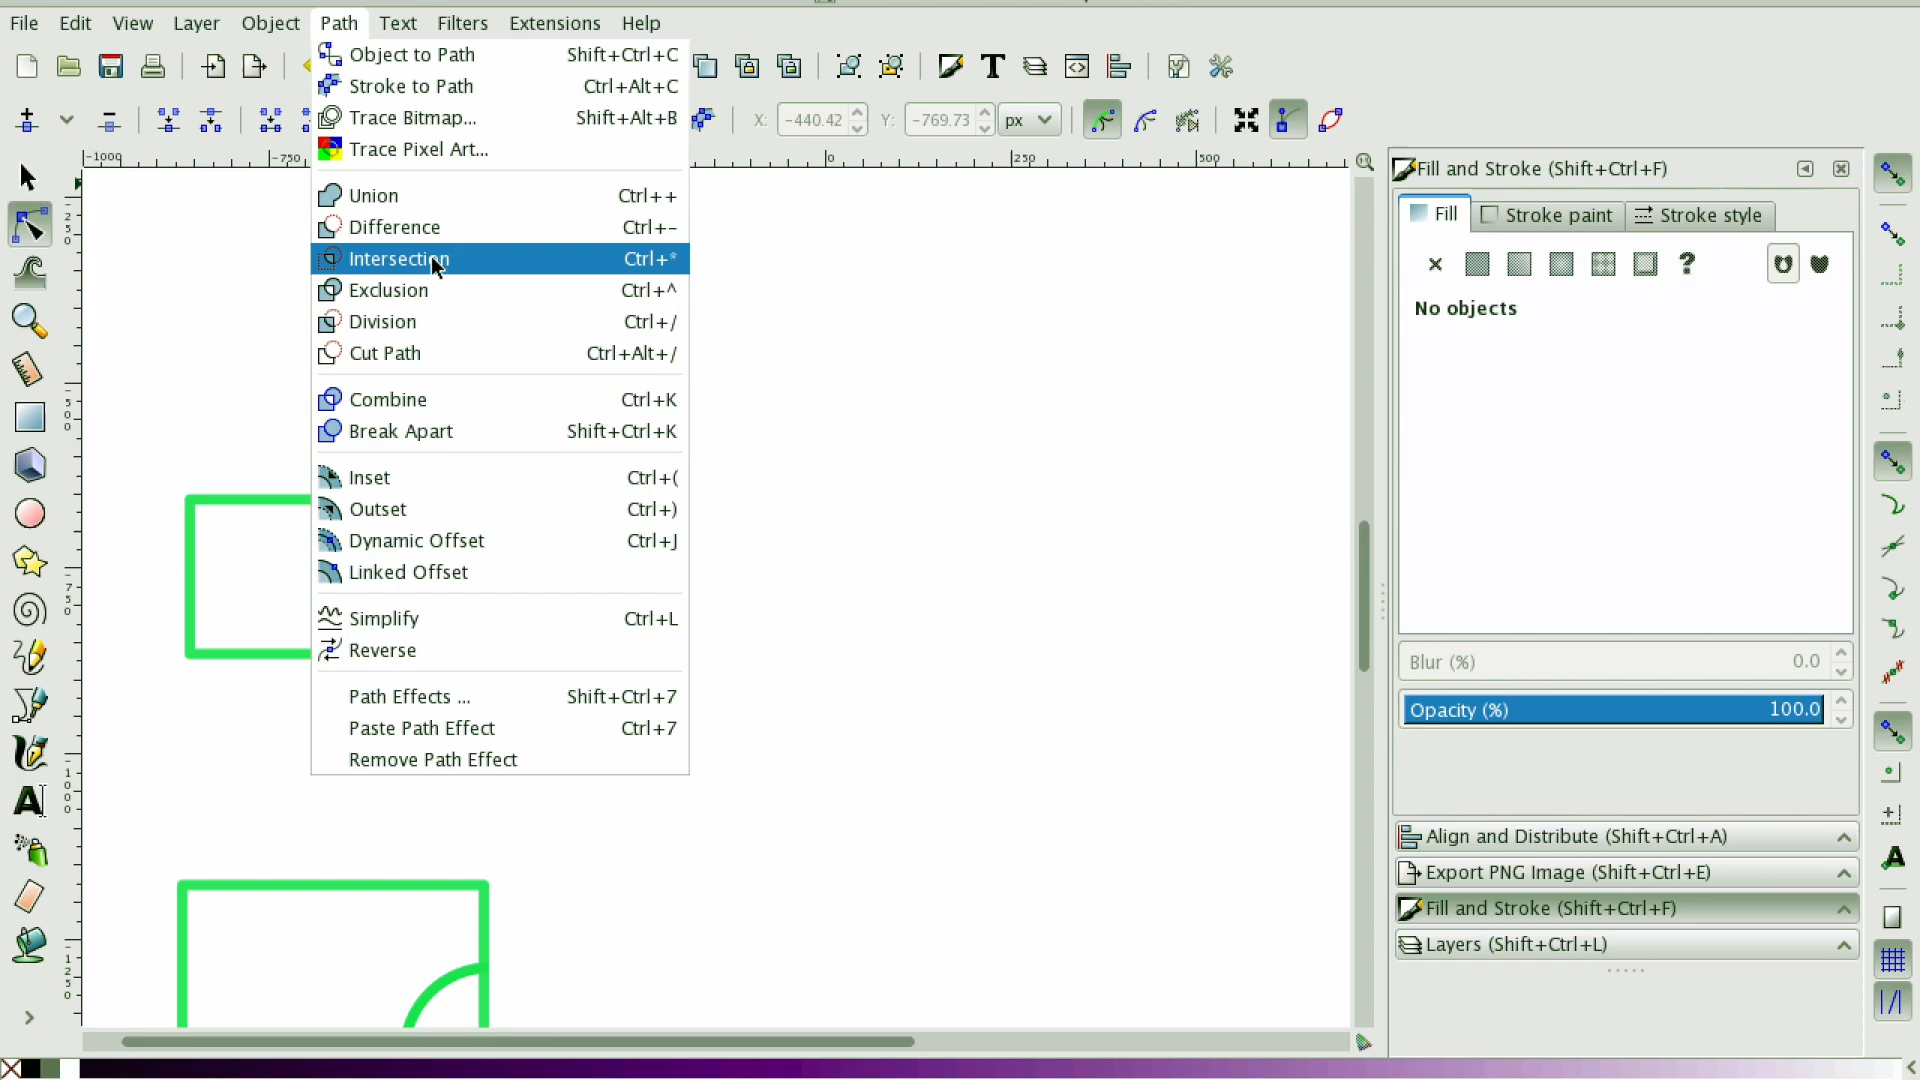 File Edit View Layer Object Path Text Filters Extensions Help
Object to Path Shift+Ctrl+C
Stroke to Path Ctrl+Alt+C
Trace Bitmap... Shift+Alt+B
Trace Pixel Art...
Union Ctrl++
Difference Ctrl+-
Intersection Ctrl+*
Exclusion Ctrl+^
Division Ctrl+/
Cut Path Ctrl+Alt+/
Combine Ctrl+K
Break Apart Shift+Ctrl+K
Inset Ctrl+(
Outset Ctrl+)
Dynamic Offset Ctrl+J
Linked Offset
Simplify Ctrl+L
Reverse
Path Effects ... Shift+Ctrl+7
Paste Path Effect Ctrl+7
Remove Path Effect
X: -440.42 Y: -769.73 px
-1000 -750 0 250 500
250
500
750
1000
1250
Fill and Stroke (Shift+Ctrl+F)
Fill Stroke paint Stroke style
No objects
Blur (%) 0.0
Opacity (%) 100.0
Align and Distribute (Shift+Ctrl+A)
Export PNG Image (Shift+Ctrl+E)
Fill and Stroke (Shift+Ctrl+F)
Layers (Shift+Ctrl+L)